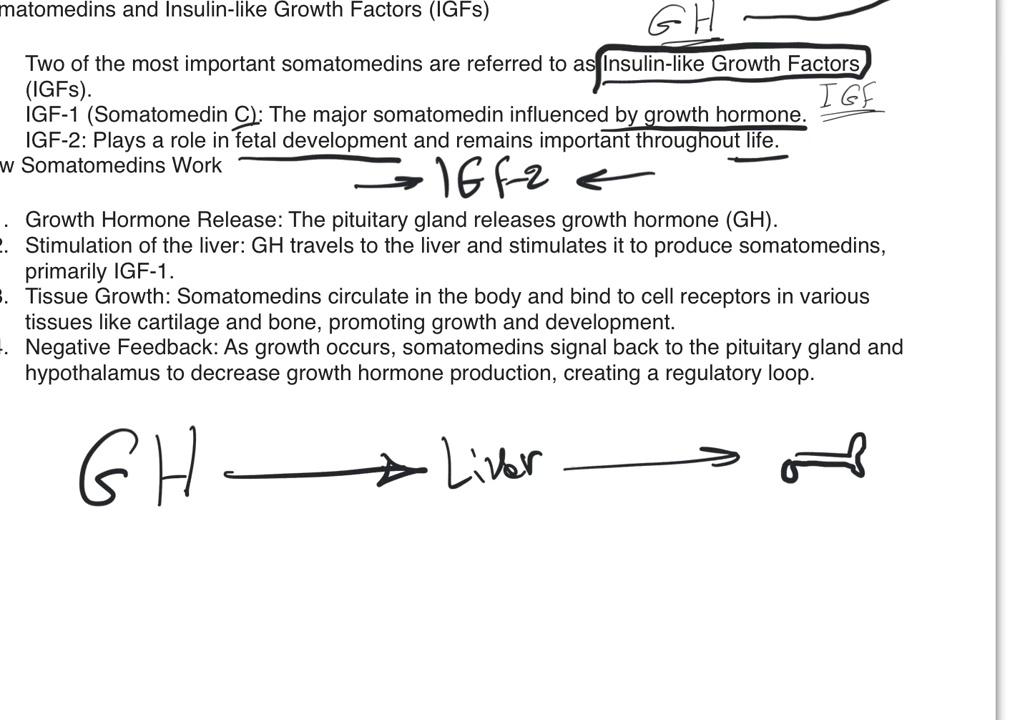 matomedins and Insulin-like Growth Factors (IGFs)
GH
Two of the most important somatomedins are referred to as Insulin-like Growth Factors
(IGFs).
IGF
IGF-1 (Somatomedin C): The major somatomedin influenced by growth hormone.
IGF-2: Plays a role in fetal development and remains important throughout life.
w Somatomedins Work
IGF-2
. Growth Hormone Release: The pituitary gland releases growth hormone (GH).
2. Stimulation of the liver: GH travels to the liver and stimulates it to produce somatomedins,
primarily IGF-1.
3. Tissue Growth: Somatomedins circulate in the body and bind to cell receptors in various
tissues like cartilage and bone, promoting growth and development.
4. Negative Feedback: As growth occurs, somatomedins signal back to the pituitary gland and
hypothalamus to decrease growth hormone production, creating a regulatory loop.
GH Liver